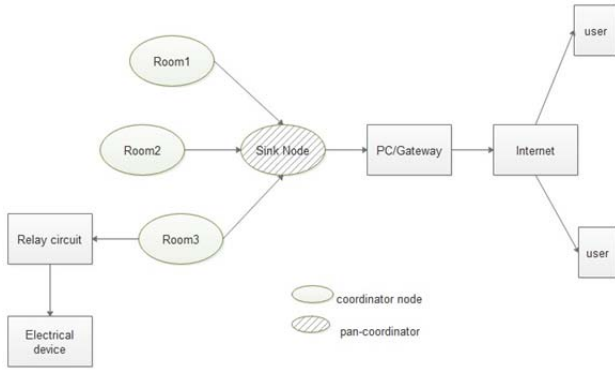 user
Room1
Room2
Sink Node
PC/Gateway
Internet
Relay circuit
Room3
user
coordinator node
pan-coordinator
Electrical
device